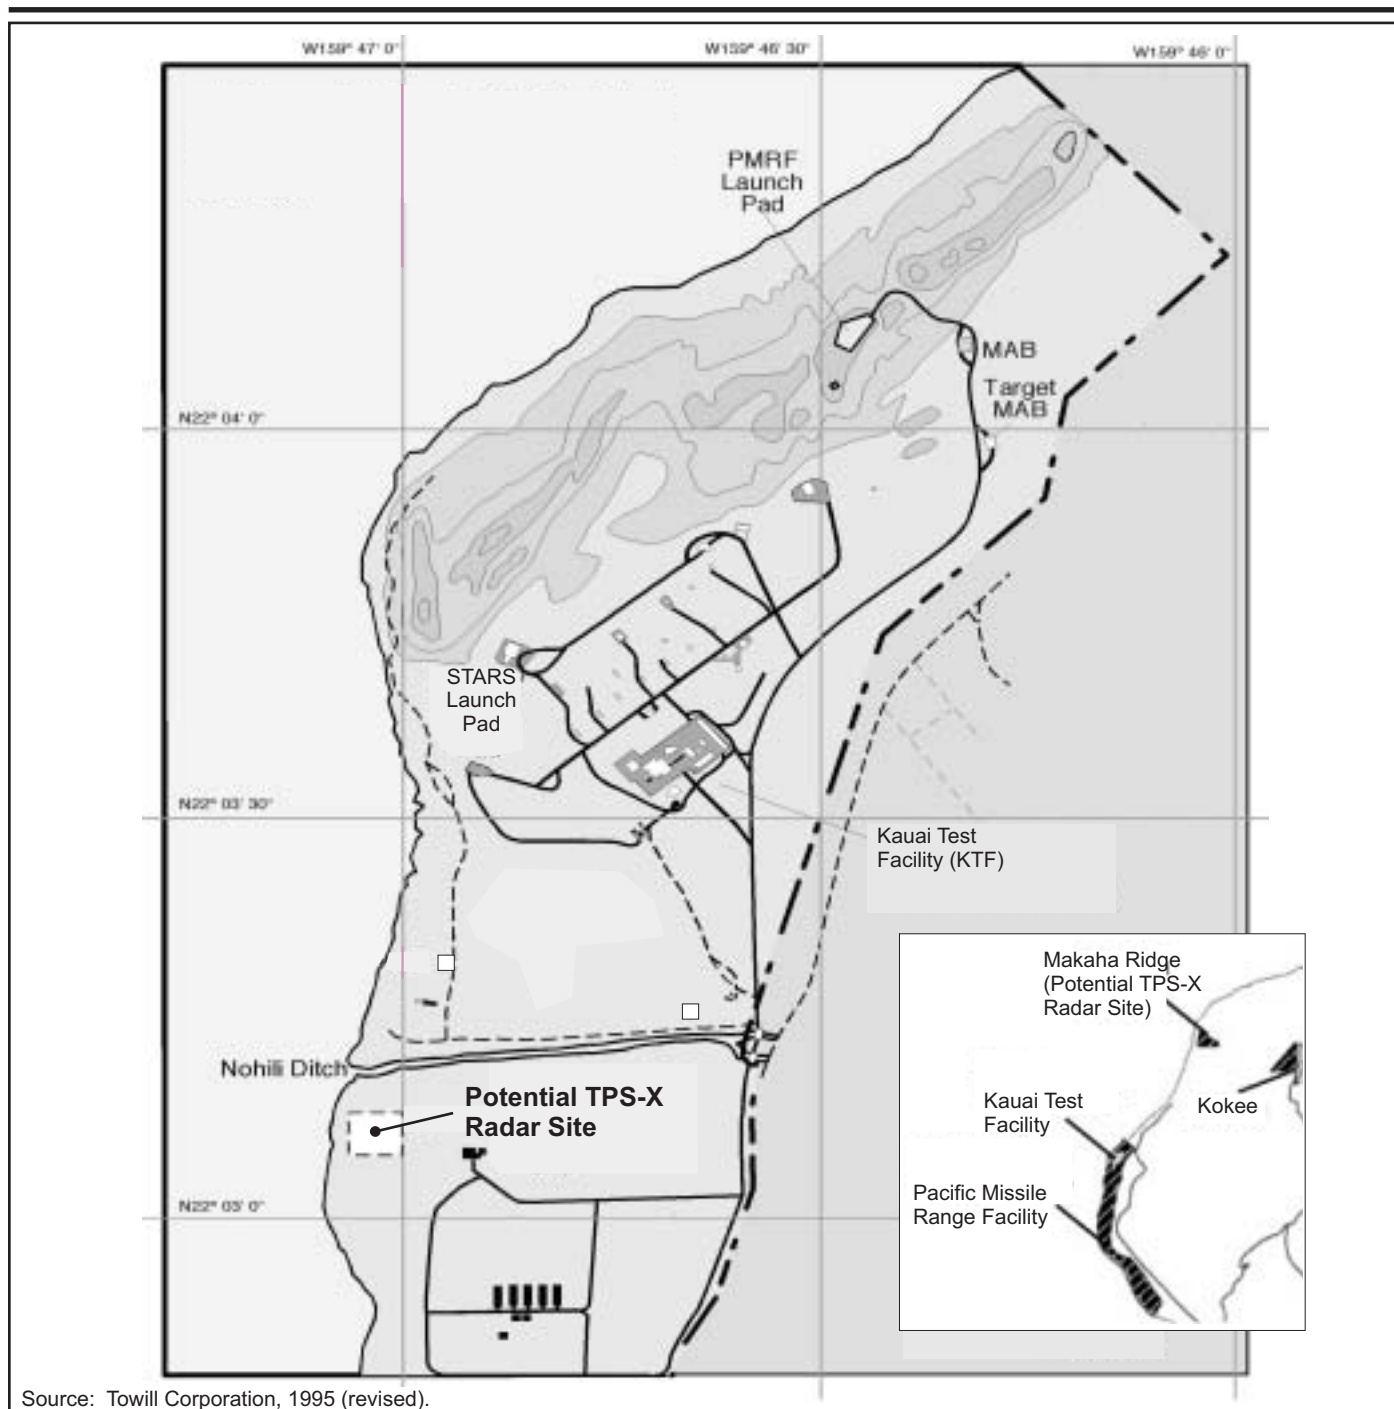 W159° 47' 0"
W159° 46' 30"
W159° 46' 0"
PMRF
Launch
Pad
MAB
Target
MAB
N22° 04' 0"
STARS
Launch
Pad
N22° 03' 30"
Kauai Test
Facility (KTF)
Makaha Ridge
(Potential TPS-X
Radar Site)
Nohili Ditch
Potential TPS-X
Radar Site
Kauai Test
Facility
Kokee
Pacific Missile
Range Facility
N22° 03' 0"
Source: Towill Corporation, 1995 (revised).